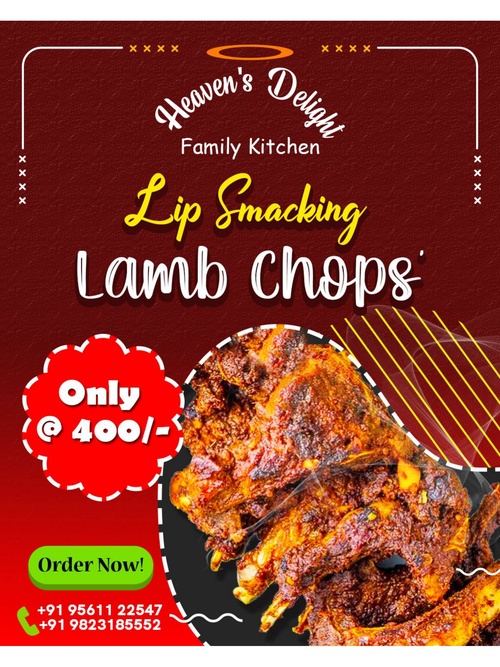 Heaven's Delight
Family Kitchen
Lip Smacking
Lamb Chops'
Only
@ 400/-
Order Now!
+91 95611 22547
+91 9823185552